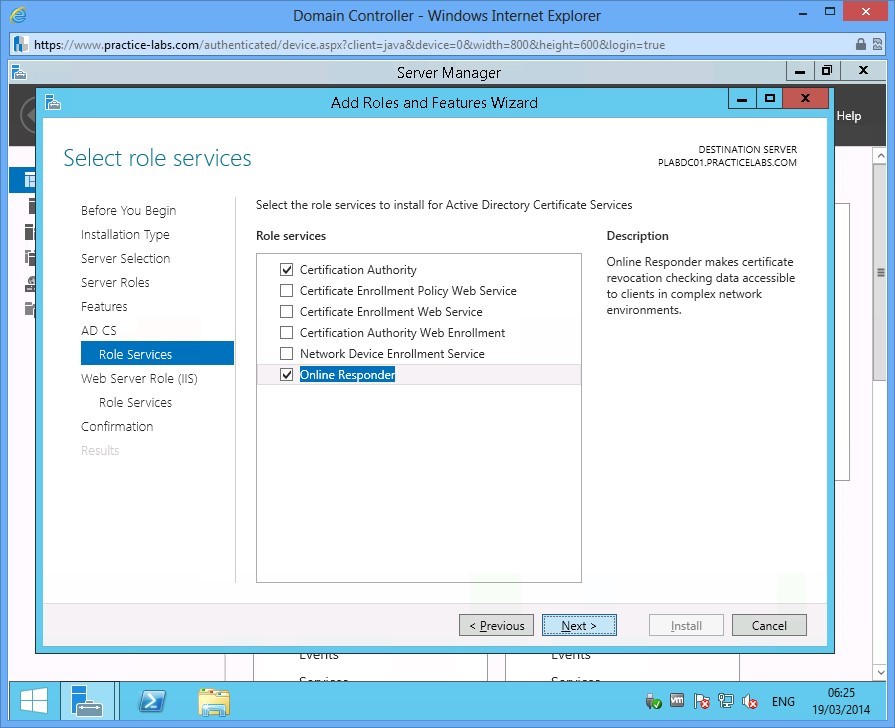 Domain Controller - Windows Internet Explorer
https://www.practice-labs.com/authenticated/device.aspx?client=java&device=0&width=800&height=600&login=true
Server Manager
Add Roles and Features Wizard
Help
Select role services
DESTINATION SERVER
PLABDC01.PRACTICELABS.COM
Before You Begin
Installation Type
Server Selection
Server Roles
Features
AD CS
Role Services
Web Server Role (IIS)
Role Services
Confirmation
Results
Select the role services to install for Active Directory Certificate Services
Role services
Certification Authority
Certificate Enrollment Policy Web Service
Certificate Enrollment Web Service
Certification Authority Web Enrollment
Network Device Enrollment Service
Online Responder
Description
Online Responder makes certificate
revocation checking data accessible
to clients in complex network
environments.
< Previous
Next >
Install
Cancel
Events
Events
Services
Services
ENG
06:25
19/03/2014